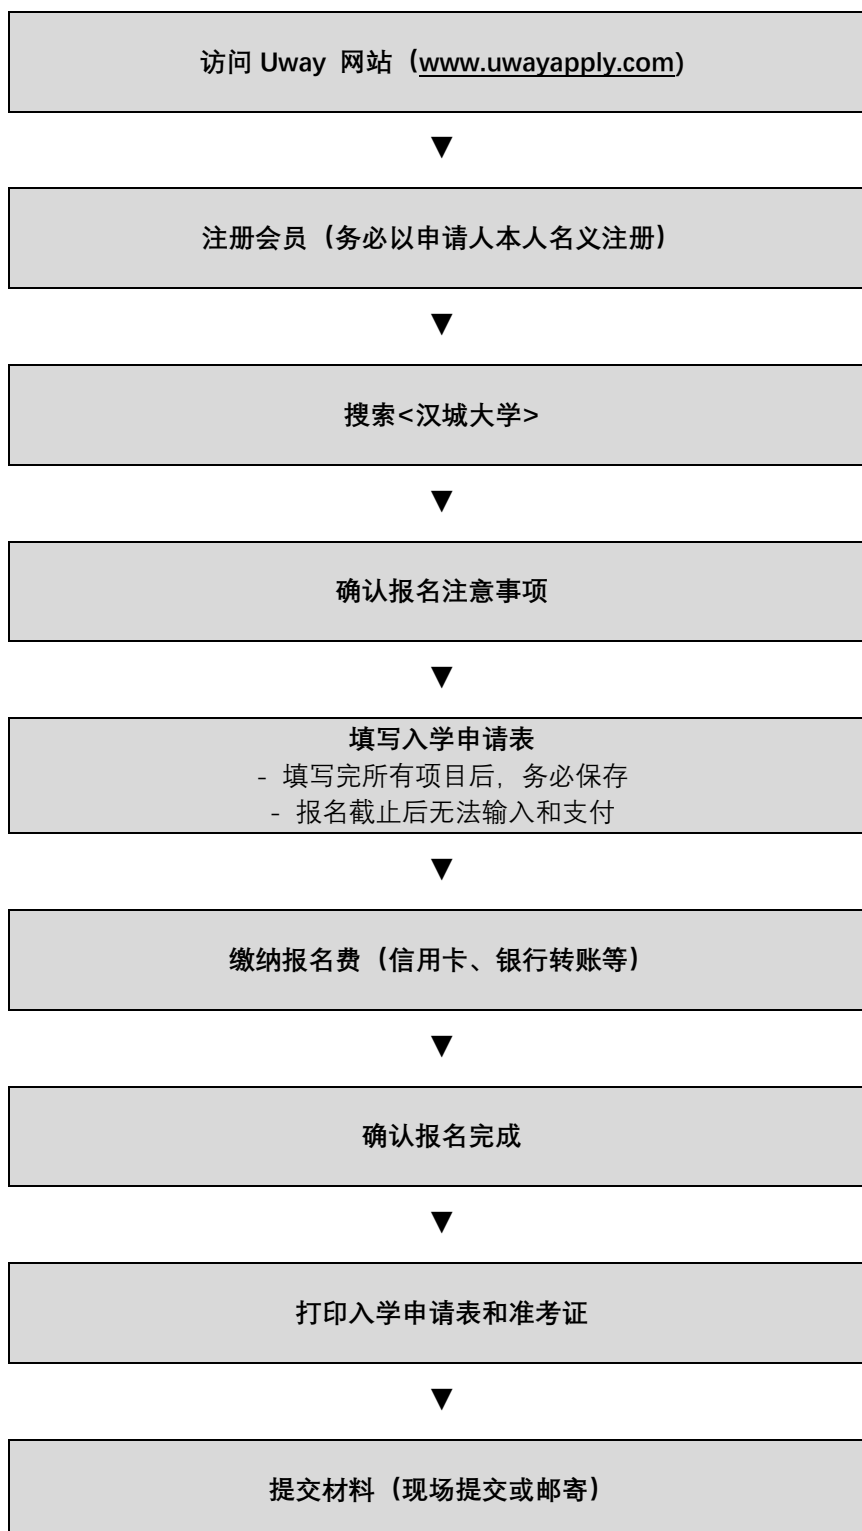 访问 Uway 网站（www.uwayapply.com)
▼
注册会员（务必以申请人本人名义注册）
▼
搜索<汉城大学>
▼
确认报名注意事项
▼
填写入学申请表
- 填写完所有项目后，务必保存
- 报名截止后无法输入和支付
▼
缴纳报名费（信用卡、银行转账等）
▼
确认报名完成
▼
打印入学申请表和准考证
▼
提交材料（现场提交或邮寄）